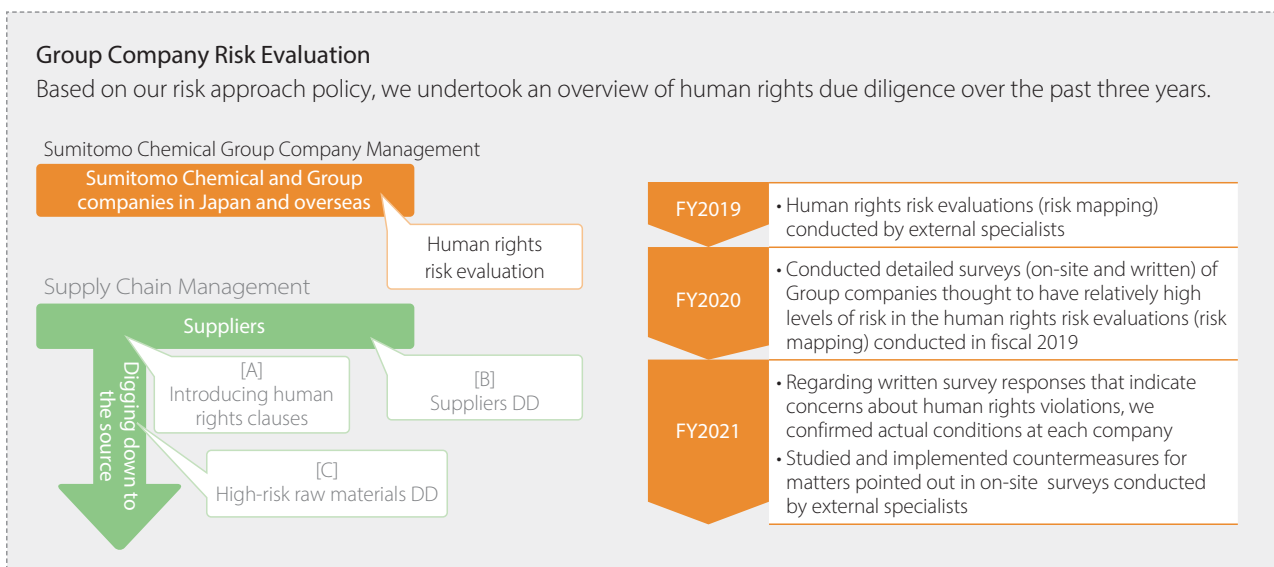 Group Company Risk Evaluation
Based on our risk approach policy, we undertook an overview of human rights due diligence over the past three years.
Sumitomo Chemical Group Company Management
Sumitomo Chemical and Group
companies in Japan and overseas
Human rights
risk evaluation
Supply Chain Management
Suppliers
[A]
Introducing human
rights clauses
[B]
Suppliers DD
Digging down to
the source
[C]
High-risk raw materials DD
FY2019
• Human rights risk evaluations (risk mapping)
conducted by external specialists
FY2020
• Conducted detailed surveys (on-site and written) of
Group companies thought to have relatively high
levels of risk in the human rights risk evaluations (risk
mapping) conducted in fiscal 2019
FY2021
• Regarding written survey responses that indicate
concerns about human rights violations, we
confirmed actual conditions at each company
• Studied and implemented countermeasures for
matters pointed out in on-site surveys conducted
by external specialists